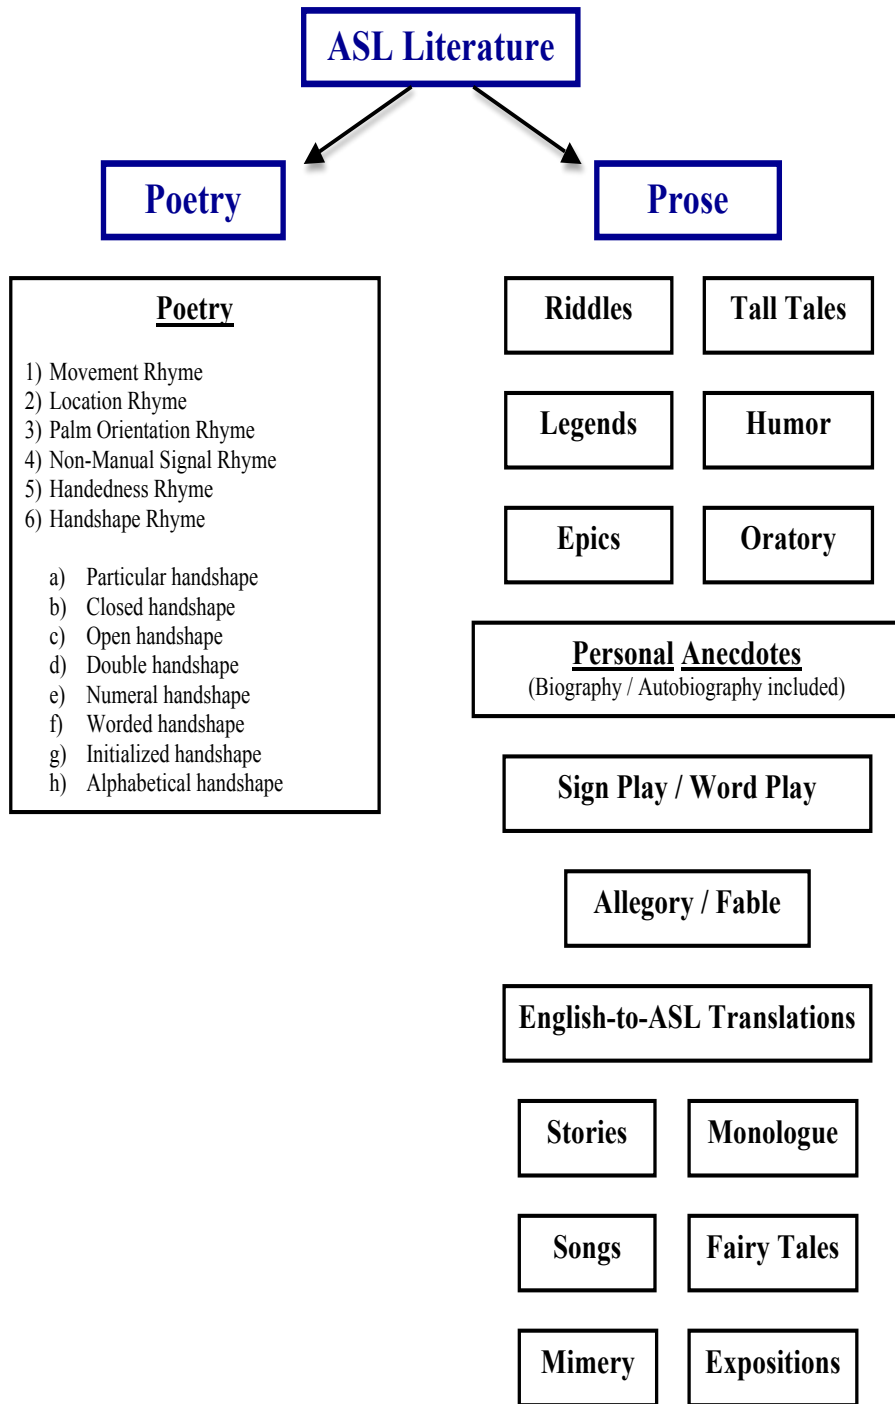 ASL Literature
Poetry
Prose
Poetry
1) Movement Rhyme
2) Location Rhyme
3) Palm Orientation Rhyme
4) Non-Manual Signal Rhyme
5) Handedness Rhyme
6) Handshape Rhyme
a) Particular handshape
b) Closed handshape
c) Open handshape
d) Double handshape
e) Numeral handshape
f) Worded handshape
g) Initialized handshape
h) Alphabetical handshape
Riddles
Tall Tales
Legends
Humor
Epics
Oratory
Personal Anecdotes
(Biography / Autobiography included)
Sign Play / Word Play
Allegory / Fable
English-to-ASL Translations
Stories
Monologue
Songs
Fairy Tales
Mimery
Expositions